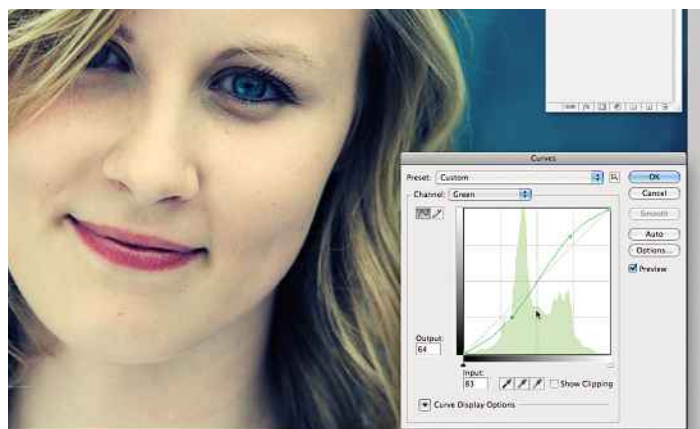 Curves
Preset: Custom
OK
Channel: Green
Cancel
Smooth
Auto
Options...
Preview
Output:
64
Input:
83
Show Clipping
Curve Display Options